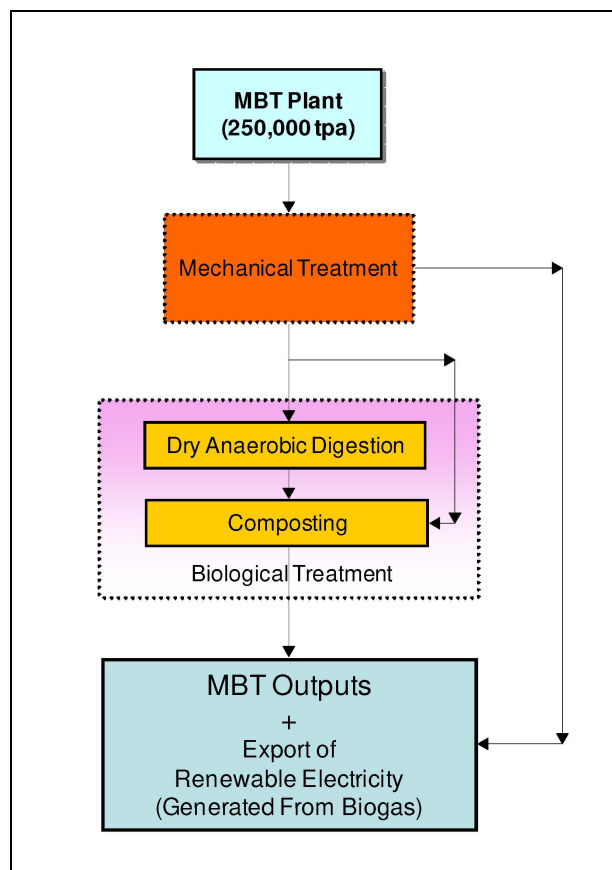 MBT Plant
(250,000 tpa)
Mechanical Treatment
Dry Anaerobic Digestion
Composting
Biological Treatment
MBT Outputs
+
Export of
Renewable Electricity
(Generated From Biogas)